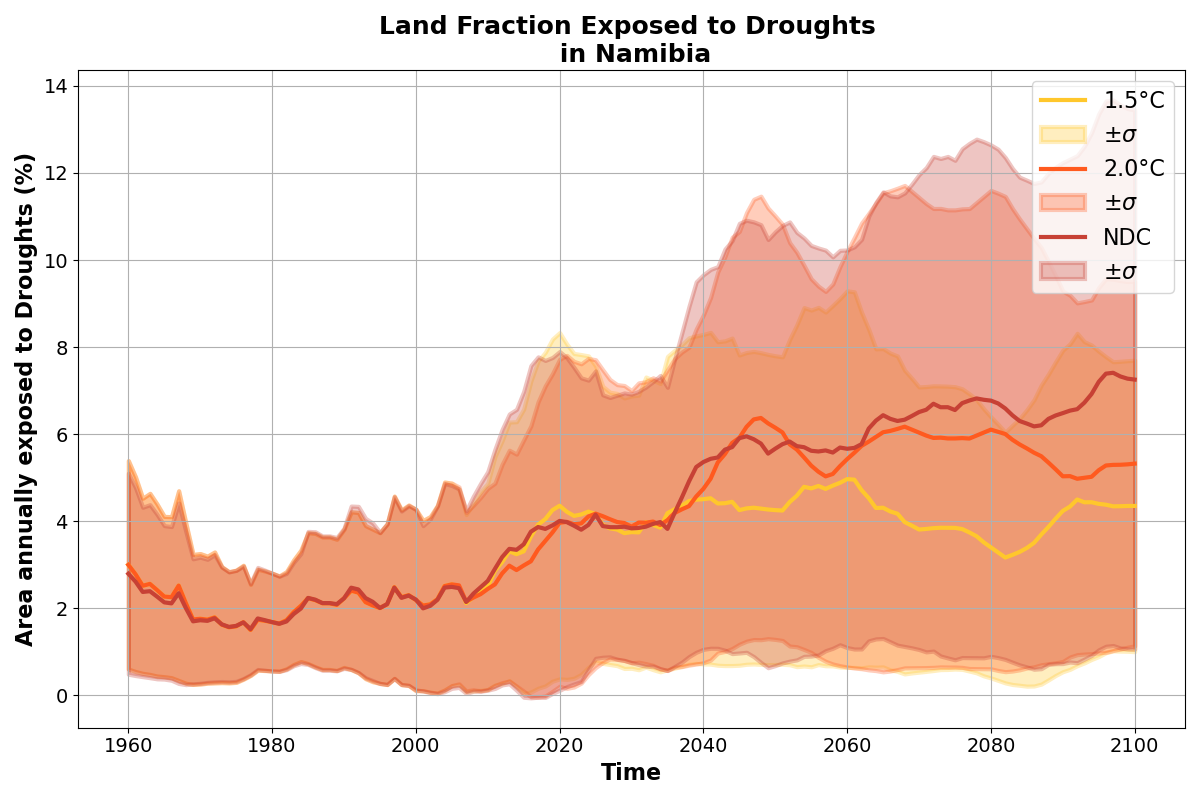 Land Fraction Exposed to Droughts
in Namibia
Area annually exposed to Droughts (%)
14
12
10
8
6
4
2
0
1.5°C
±σ
2.0°C
±σ
NDC
±σ
1960
1980
2000
2020
2040
2060
2080
2100
Time